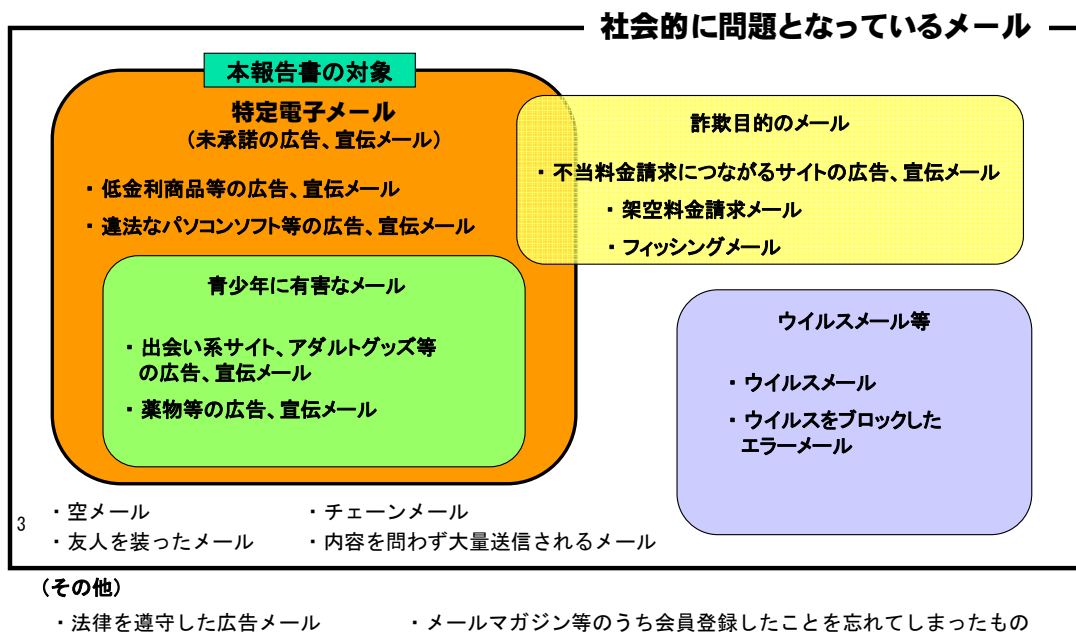 社会的に問題となっているメール
本報告書の対象
特定電子メール
（未承諾の広告、宣伝メール）
・低金利商品等の広告、宣伝メール
・違法なパソコンソフト等の広告、宣伝メール
青少年に有害なメール
・出会い系サイト、アダルトグッズ等
の広告、宣伝メール
・薬物等の広告、宣伝メール
詐欺目的のメール
・不当料金請求につながるサイトの広告、宣伝メール
・架空料金請求メール
・フィッシングメール
ウイルスメール等
・ウイルスメール
・ウイルスをブロックした
エラーメール
・空メール
・チェーンメール
3
・友人を装ったメール
・内容を問わず大量送信されるメール
（その他）
・法律を遵守した広告メール
・メールマガジン等のうち会員登録したことを忘れてしまったもの